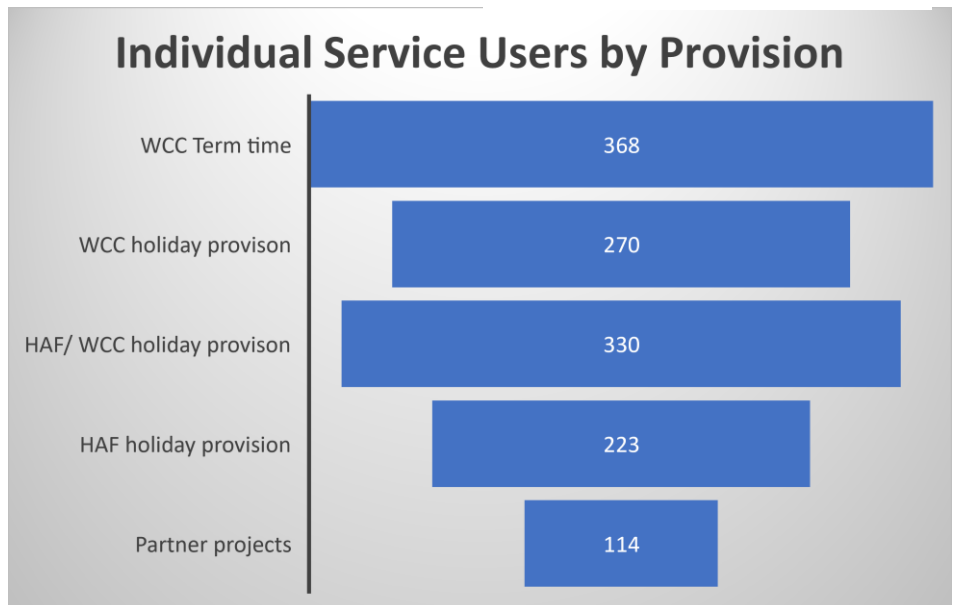 Individual Service Users by Provision
WCC Term time 368
WCC holiday provison 270
HAF/ WCC holiday provison 330
HAF holiday provision 223
Partner projects 114